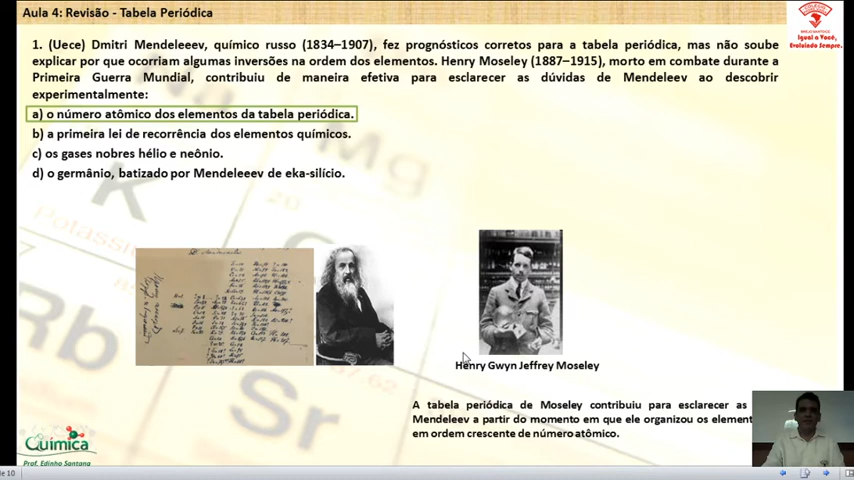 Aula 4: Revisão - Tabela Periódica
Igual a Você,
Evoluindo Sempre.
1. (Uece) Dmitri Mendeleeev, químico russo (1834–1907), fez prognósticos corretos para a tabela periódica, mas não soube
explicar por que ocorriam algumas inversões na ordem dos elementos. Henry Moseley (1887–1915), morto em combate durante a
Primeira Guerra Mundial, contribuiu de maneira efetiva para esclarecer as dúvidas de Mendeleev ao descobrir
experimentalmente:
a) o número atômico dos elementos da tabela periódica.
b) a primeira lei de recorrência dos elementos químicos.
c) os gases nobres hélio e neônio.
d) o germânio, batizado por Mendeleeev de eka-silício.
K
Mg
Rb
Sr
Henry Gwyn Jeffrey Moseley
A tabela periódica de Moseley contribuiu para esclarecer as
Mendeleev a partir do momento em que ele organizou os element
em ordem crescente de número atômico.
Química
Prof. Edinho Santana
de 10